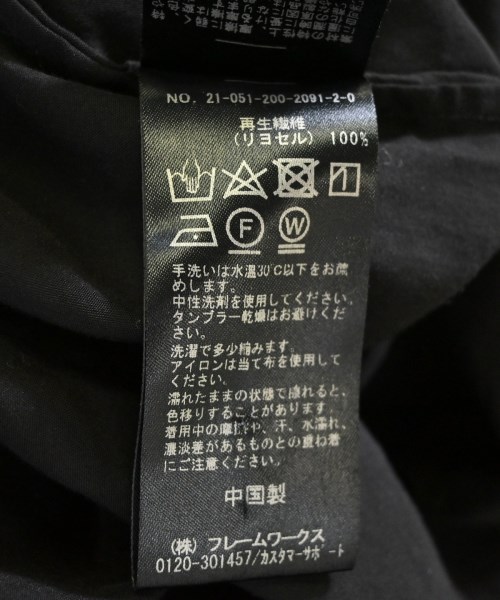 NO. 21-051-200-2091-2-0
再生繊維
(リヨセル) 100%
F W
手洗いは水温30℃以下をお薦
めします。
中性洗剤を使用してください。
タンブラー乾燥はお避けくだ
さい。
洗濯で多少縮みます。
アイロンは当て布を使用して
ください。
濡れたままの状態で擦れると、
色移りすることがあります。
着用中の摩擦や、汗、水濡れ、
濃淡差があるものとの重ね着
にご注意ください。
中国製
(株) フレームワークス
0120-301457/カスタマーサポート